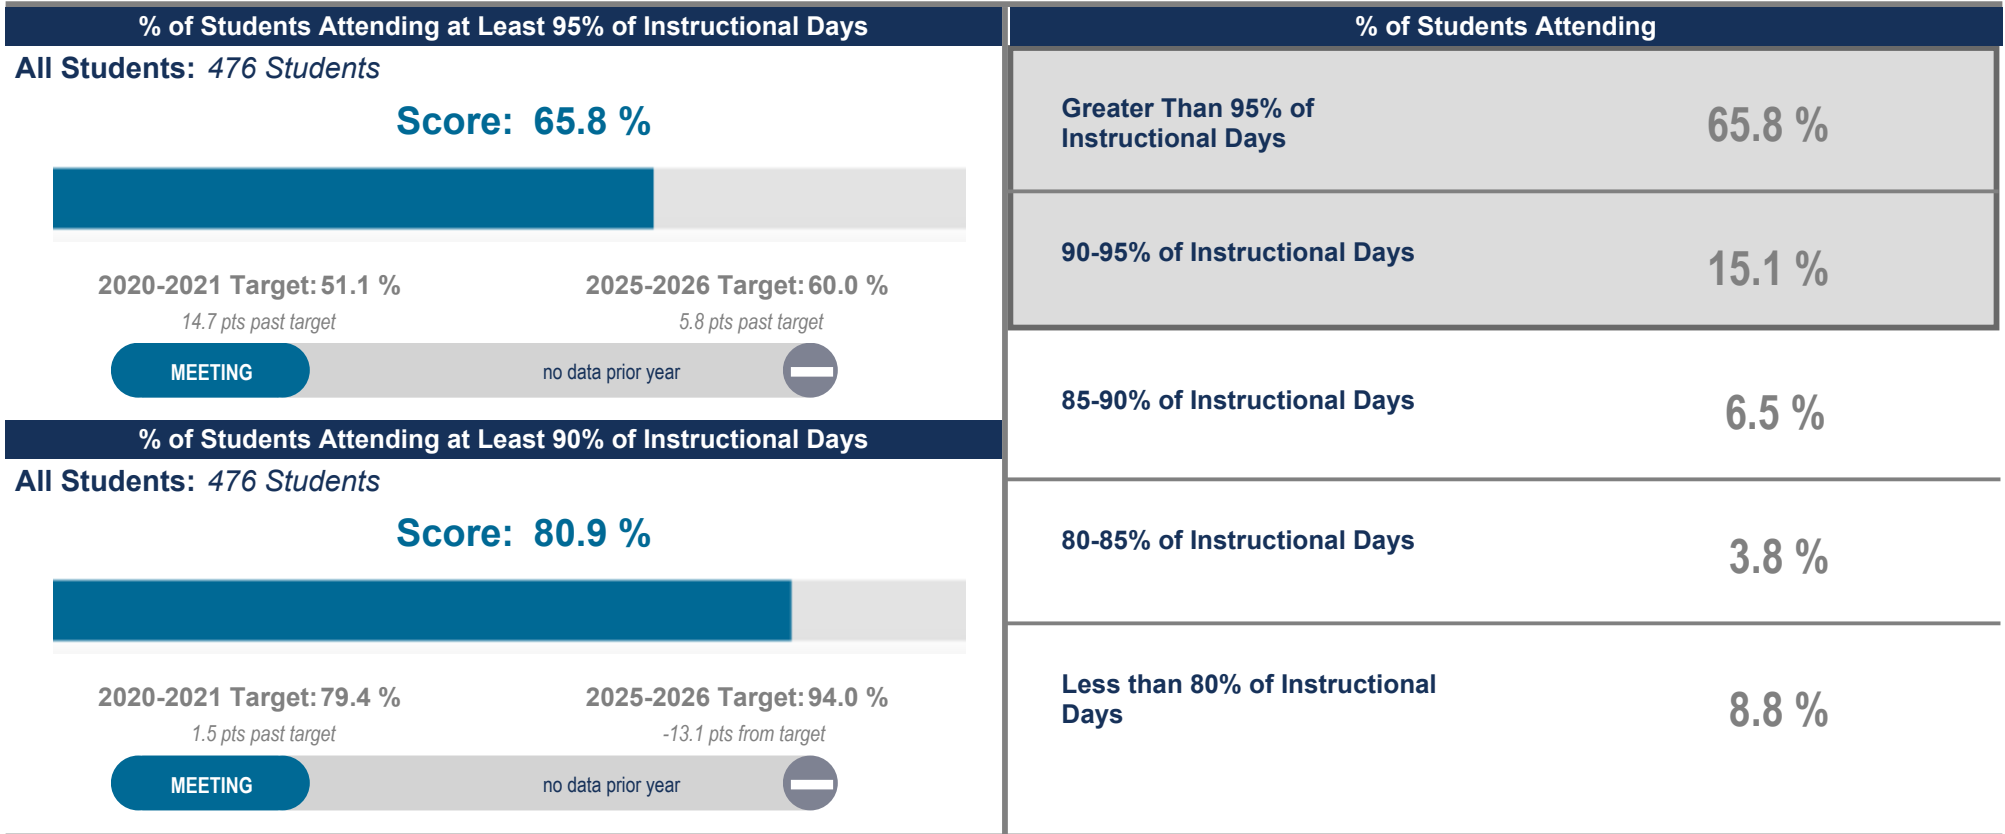 % of Students Attending at Least 95% of Instructional Days
All Students: 476 Students
Score: 65.8 %
2020-2021 Target: 51.1 %
14.7 pts past target
2025-2026 Target: 60.0 %
5.8 pts past target
MEETING
no data prior year
% of Students Attending at Least 90% of Instructional Days
All Students: 476 Students
Score: 80.9 %
2020-2021 Target: 79.4 %
1.5 pts past target
2025-2026 Target: 94.0 %
-13.1 pts from target
MEETING
no data prior year
% of Students Attending
Greater Than 95% of
Instructional Days
65.8 %
90-95% of Instructional Days
15.1 %
85-90% of Instructional Days
6.5 %
80-85% of Instructional Days
3.8 %
Less than 80% of Instructional
Days
8.8 %